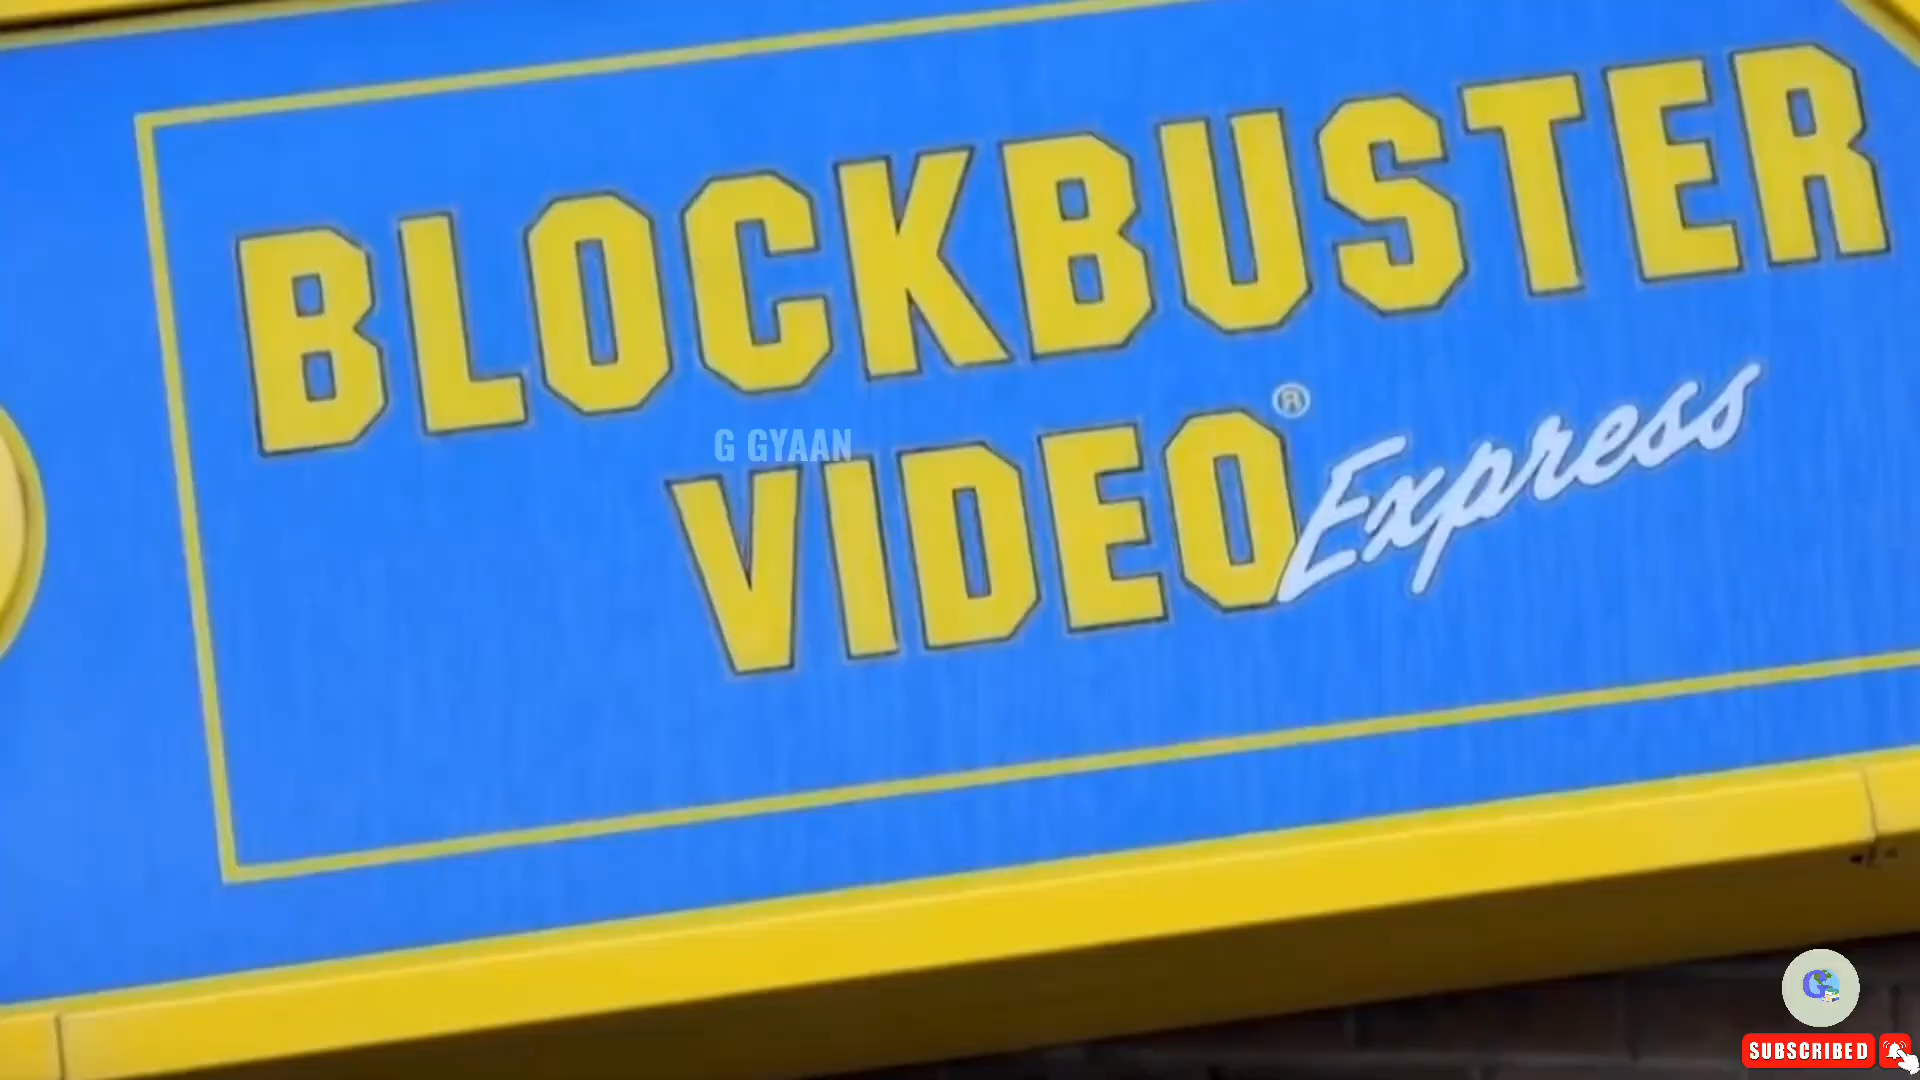 BLOCKBUSTER
VIDEO® Express
G GYAAN
G
SUBSCRIBED